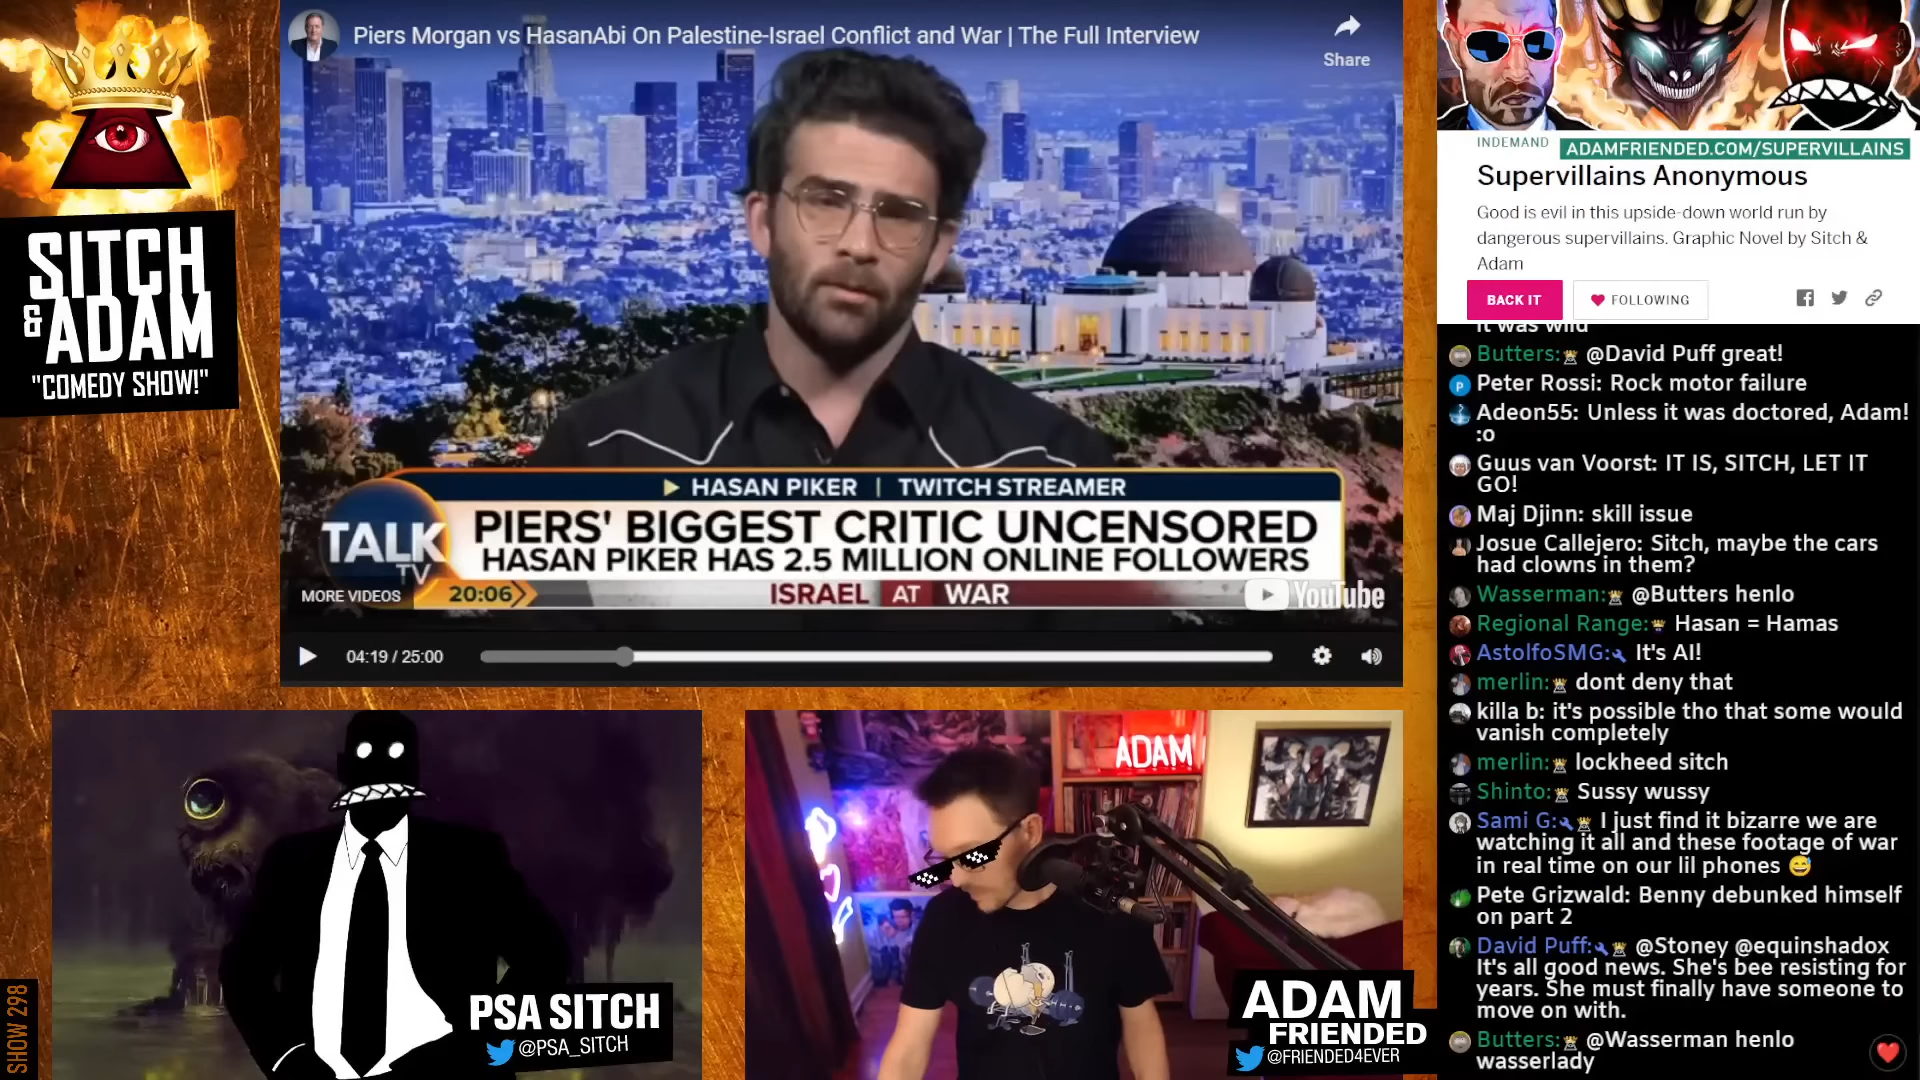 SITCH
& ADAM
"COMEDY SHOW!"
SHOW 298
Piers Morgan vs HasanAbi On Palestine-Israel Conflict and War | The Full Interview
Share
HASAN PIKER | TWITCH STREAMER
TALK
TV
PIERS' BIGGEST CRITIC UNCENSORED
HASAN PIKER HAS 2.5 MILLION ONLINE FOLLOWERS
MORE VIDEOS
20:06
ISRAEL AT WAR
YouTube
04:19 / 25:00
PSA SITCH
@PSA_SITCH
ADAM
ADAM
FRIENDED
@FRIENDED4EVER
INDEMAND
ADAMFRIENDED.COM/SUPERVILLAINS
Supervillains Anonymous
Good is evil in this upside-down world run by
dangerous supervillains. Graphic Novel by Sitch &
Adam
BACK IT
FOLLOWING
it was wild
Butters: @David Puff great!
P
Peter Rossi: Rock motor failure
Adeon55: Unless it was doctored, Adam!
:o
Guus van Voorst: IT IS, SITCH, LET IT
GO!
Maj Djinn: skill issue
Josue Callejero: Sitch, maybe the cars
had clowns in them?
Wasserman: @Butters henlo
Regional Range: Hasan = Hamas
AstolfoSMG: It's AI!
merlin: dont deny that
killa b: it's possible tho that some would
vanish completely
merlin: lockheed sitch
Shinto: Sussy wussy
Sami G: I just find it bizarre we are
watching it all and these footage of war
in real time on our lil phones 😅
Pete Grizwald: Benny debunked himself
on part 2
David Puff: @Stoney @equinshadox
It's all good news. She's bee resisting for
years. She must finally have someone to
move on with.
Butters: @Wasserman henlo
wasserlady